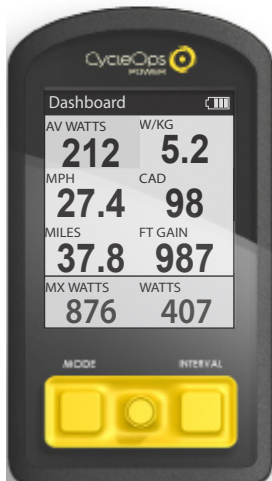 CycleOps
POWER
Dashboard
AV WATTS W/KG
212 5.2
MPH CAD
27.4 98
MILES FT GAIN
37.8 987
MX WATTS WATTS
876 407
MODE INTERVAL